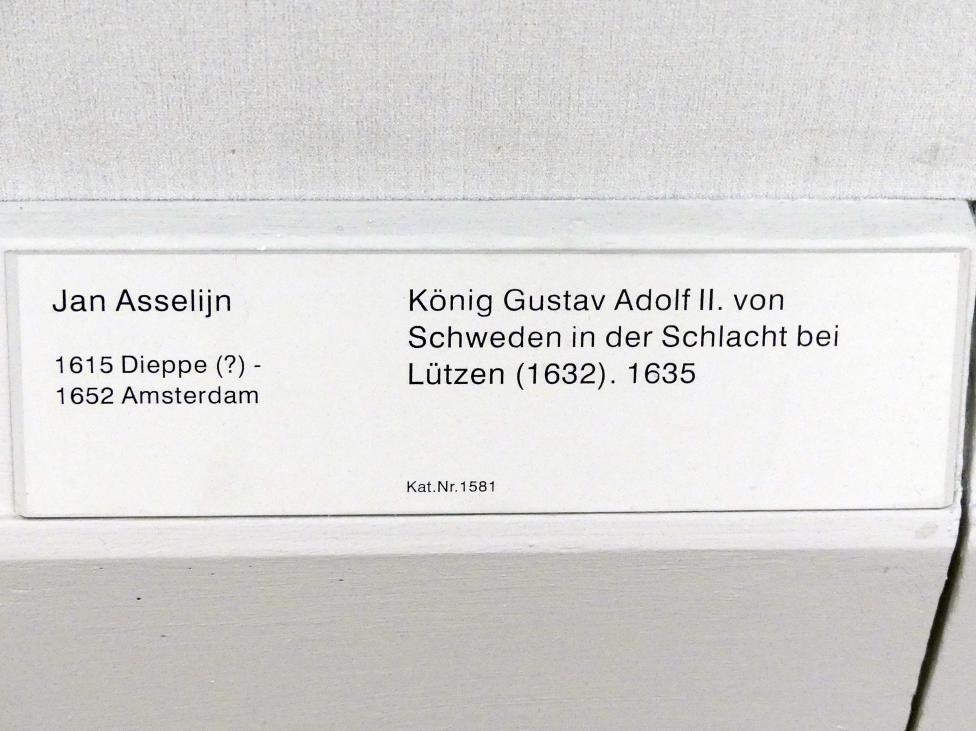 Jan Asselijn
1615 Dieppe (?) -
1652 Amsterdam
König Gustav Adolf II. von
Schweden in der Schlacht bei
Lützen (1632). 1635
Kat.Nr.1581